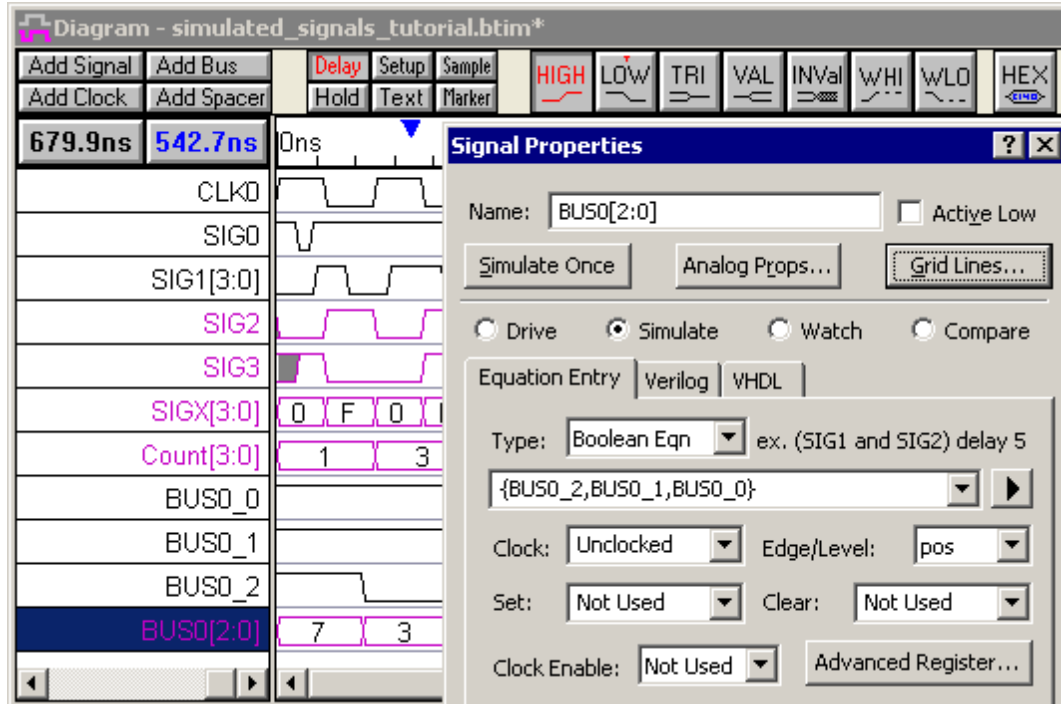 Diagram - simulated_signals_tutorial.btim*
Add Signal Add Bus Delay Setup Sample HIGH LOW TRI VAL INVal WHI WLO HEX
Add Clock Add Spacer Hold Text Marker
679.9ns 542.7ns 0ns
Signal Properties ? X
CLK0
Name: BUS0[2:0] Active Low
SIG0
SIG1[3:0]
Simulate Once Analog Props... Grid Lines...
SIG2
Drive Simulate Watch Compare
SIG3
Equation Entry Verilog VHDL
SIGX[3:0] 0 F 0
Type: Boolean Eqn ex. (SIG1 and SIG2) delay 5
Count[3:0] 1 3
{BUS0_2,BUS0_1,BUS0_0}
BUS0_0
BUS0_1
Clock: Unclocked Edge/Level: pos
BUS0_2
Set: Not Used Clear: Not Used
BUS0[2:0] 7 3
Clock Enable: Not Used Advanced Register...